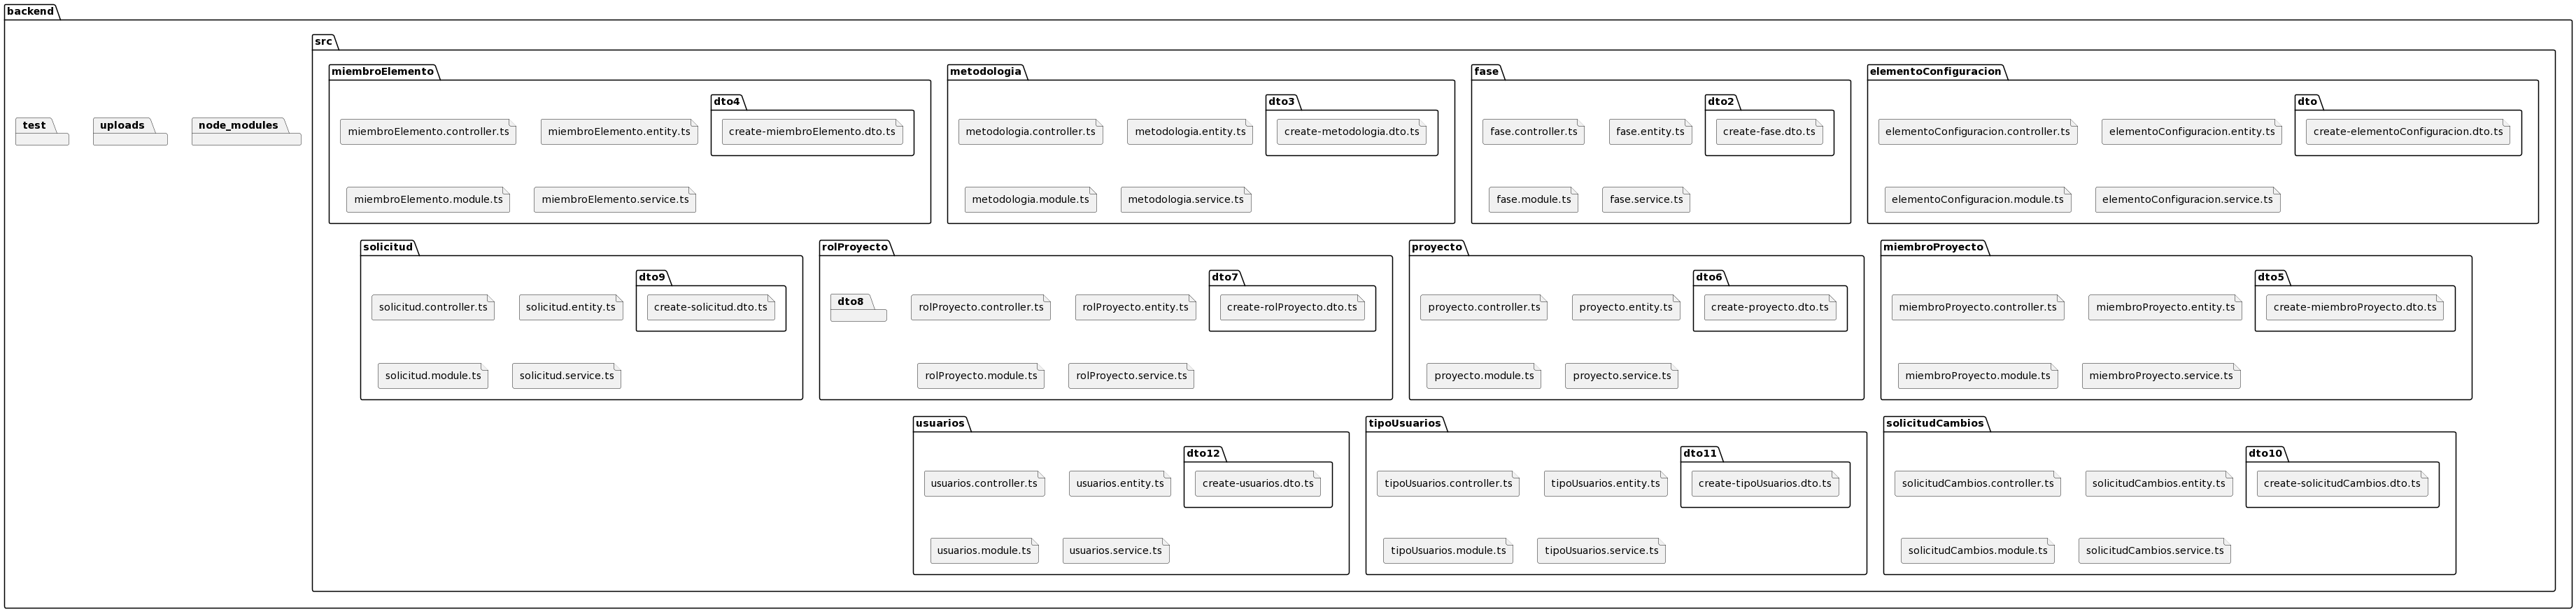 backend
test
uploads
node_modules
src
miembroElemento
miembroElemento.controller.ts
miembroElemento.entity.ts
dto4
create-miembroElemento.dto.ts
miembroElemento.module.ts
miembroElemento.service.ts
metodologia
metodologia.controller.ts
metodologia.entity.ts
dto3
create-metodologia.dto.ts
metodologia.module.ts
metodologia.service.ts
fase
fase.controller.ts
fase.entity.ts
dto2
create-fase.dto.ts
fase.module.ts
fase.service.ts
elementoConfiguracion
elementoConfiguracion.controller.ts
elementoConfiguracion.entity.ts
dto
create-elementoConfiguracion.dto.ts
elementoConfiguracion.module.ts
elementoConfiguracion.service.ts
solicitud
solicitud.controller.ts
solicitud.entity.ts
dto9
create-solicitud.dto.ts
solicitud.module.ts
solicitud.service.ts
rolProyecto
dto8
rolProyecto.controller.ts
rolProyecto.entity.ts
dto7
create-rolProyecto.dto.ts
rolProyecto.module.ts
rolProyecto.service.ts
proyecto
proyecto.controller.ts
proyecto.entity.ts
dto6
create-proyecto.dto.ts
proyecto.module.ts
proyecto.service.ts
miembroProyecto
miembroProyecto.controller.ts
miembroProyecto.entity.ts
dto5
create-miembroProyecto.dto.ts
miembroProyecto.module.ts
miembroProyecto.service.ts
usuarios
usuarios.controller.ts
usuarios.entity.ts
dto12
create-usuarios.dto.ts
usuarios.module.ts
usuarios.service.ts
tipoUsuarios
tipoUsuarios.controller.ts
tipoUsuarios.entity.ts
dto11
create-tipoUsuarios.dto.ts
tipoUsuarios.module.ts
tipoUsuarios.service.ts
solicitudCambios
solicitudCambios.controller.ts
solicitudCambios.entity.ts
dto10
create-solicitudCambios.dto.ts
solicitudCambios.module.ts
solicitudCambios.service.ts